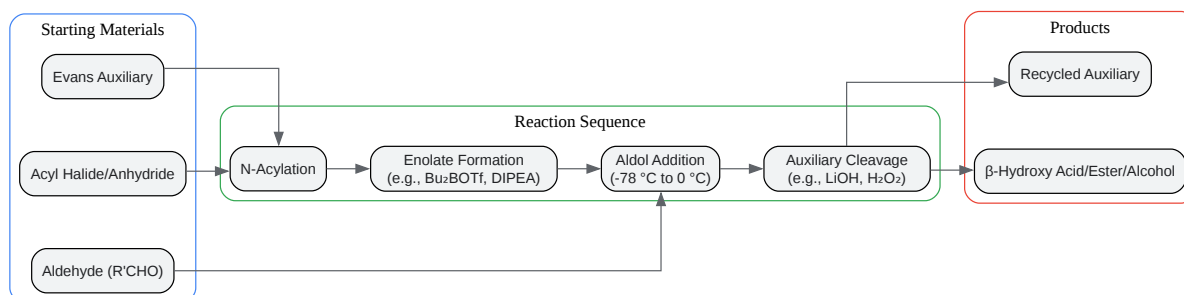 Starting Materials
Evans Auxiliary
Acyl Halide/Anhydride
Aldehyde (R'CHO)
Reaction Sequence
N-Acylation
Enolate Formation
(e.g., Bu₂BOTf, DIPEA)
Aldol Addition
(-78 °C to 0 °C)
Auxiliary Cleavage
(e.g., LiOH, H₂O₂)
Products
Recycled Auxiliary
β-Hydroxy Acid/Ester/Alcohol